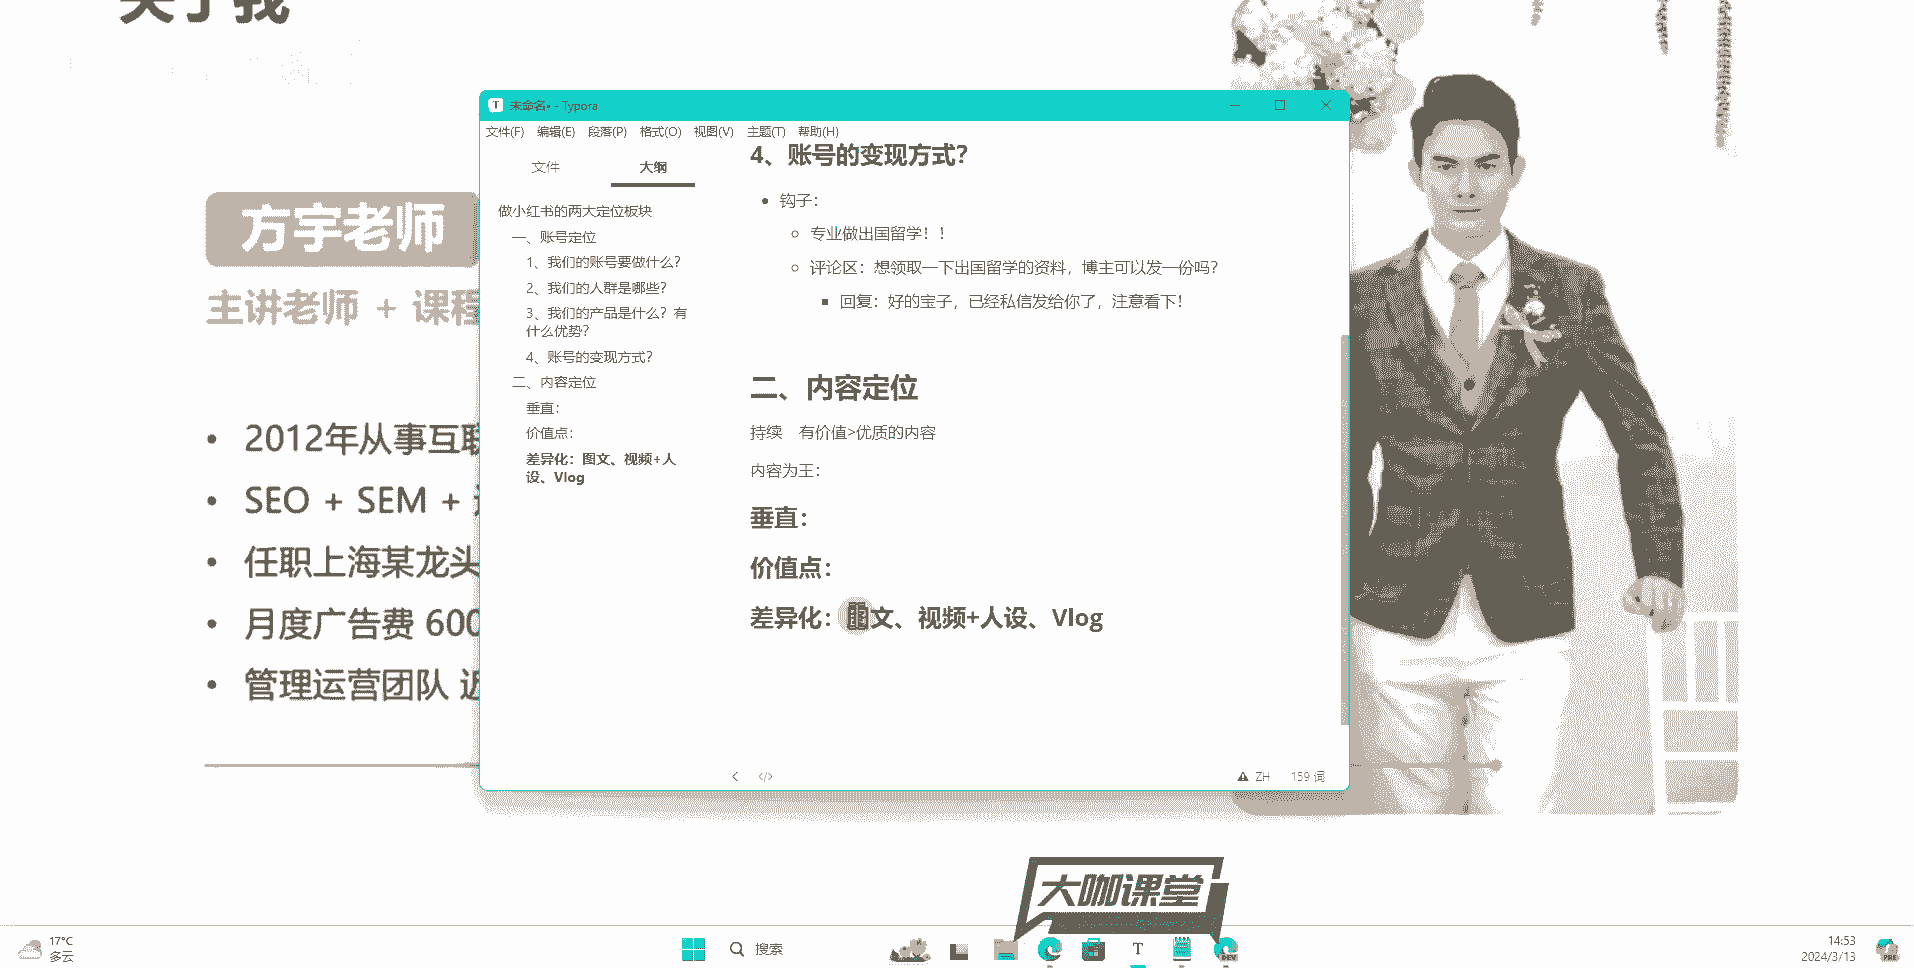 关于我
方宇老师
主讲老师 + 课程
2012年从事互联
SEO + SEM +
任职上海某龙头
月度广告费 600
管理运营团队 近
未命名• - Typora
文件(F) 编辑(E) 段落(P) 格式(O) 视图(V) 主题(T) 帮助(H)
文件 大纲
做小红书的两大定位板块
一、账号定位
1、我们的账号要做什么？
2、我们的人群是哪些？
3、我们的产品是什么？有
什么优势？
4、账号的变现方式？
二、内容定位
垂直：
价值点：
差异化：图文、视频+人
设、Vlog
4、账号的变现方式？
钩子：
专业做出国留学！！
评论区：想领取一下出国留学的资料，博主可以发一份吗？
回复：好的宝子，已经私信发给你了，注意看下！
二、内容定位
持续 有价值>优质的内容
内容为王：
垂直：
价值点：
差异化：图文、视频+人设、Vlog
</> ZH 159 词
大咖课堂
17°C
多云
搜索
T
DEV
14:53
2024/3/13
PRE